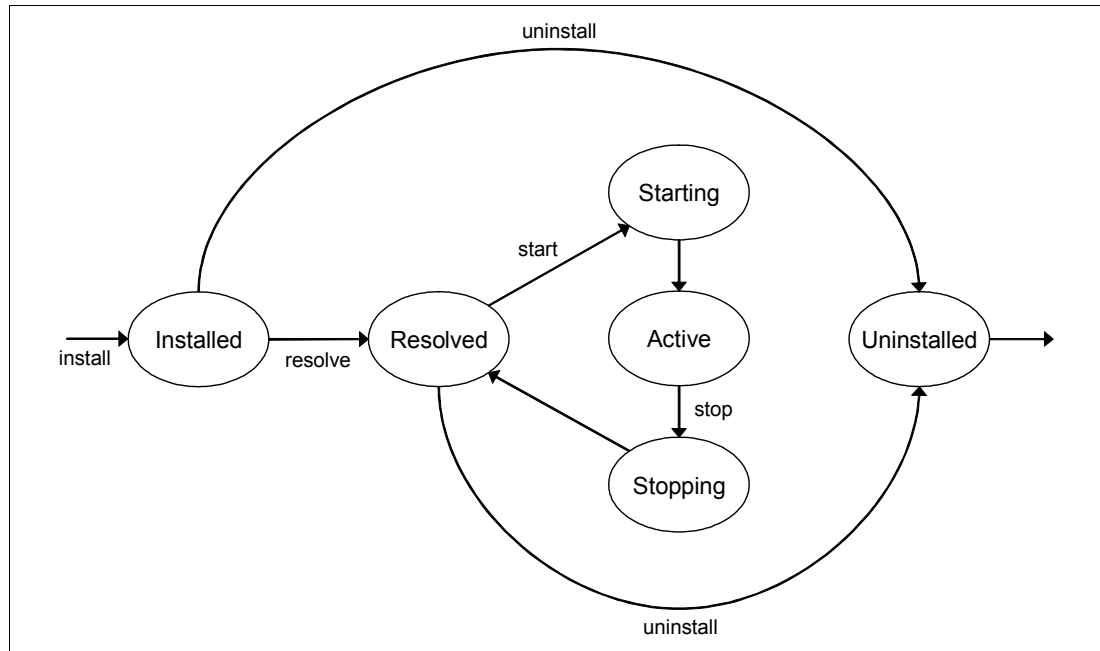 uninstall
Starting
start
install
Installed
resolve
Resolved
Active
Uninstalled
stop
Stopping
uninstall